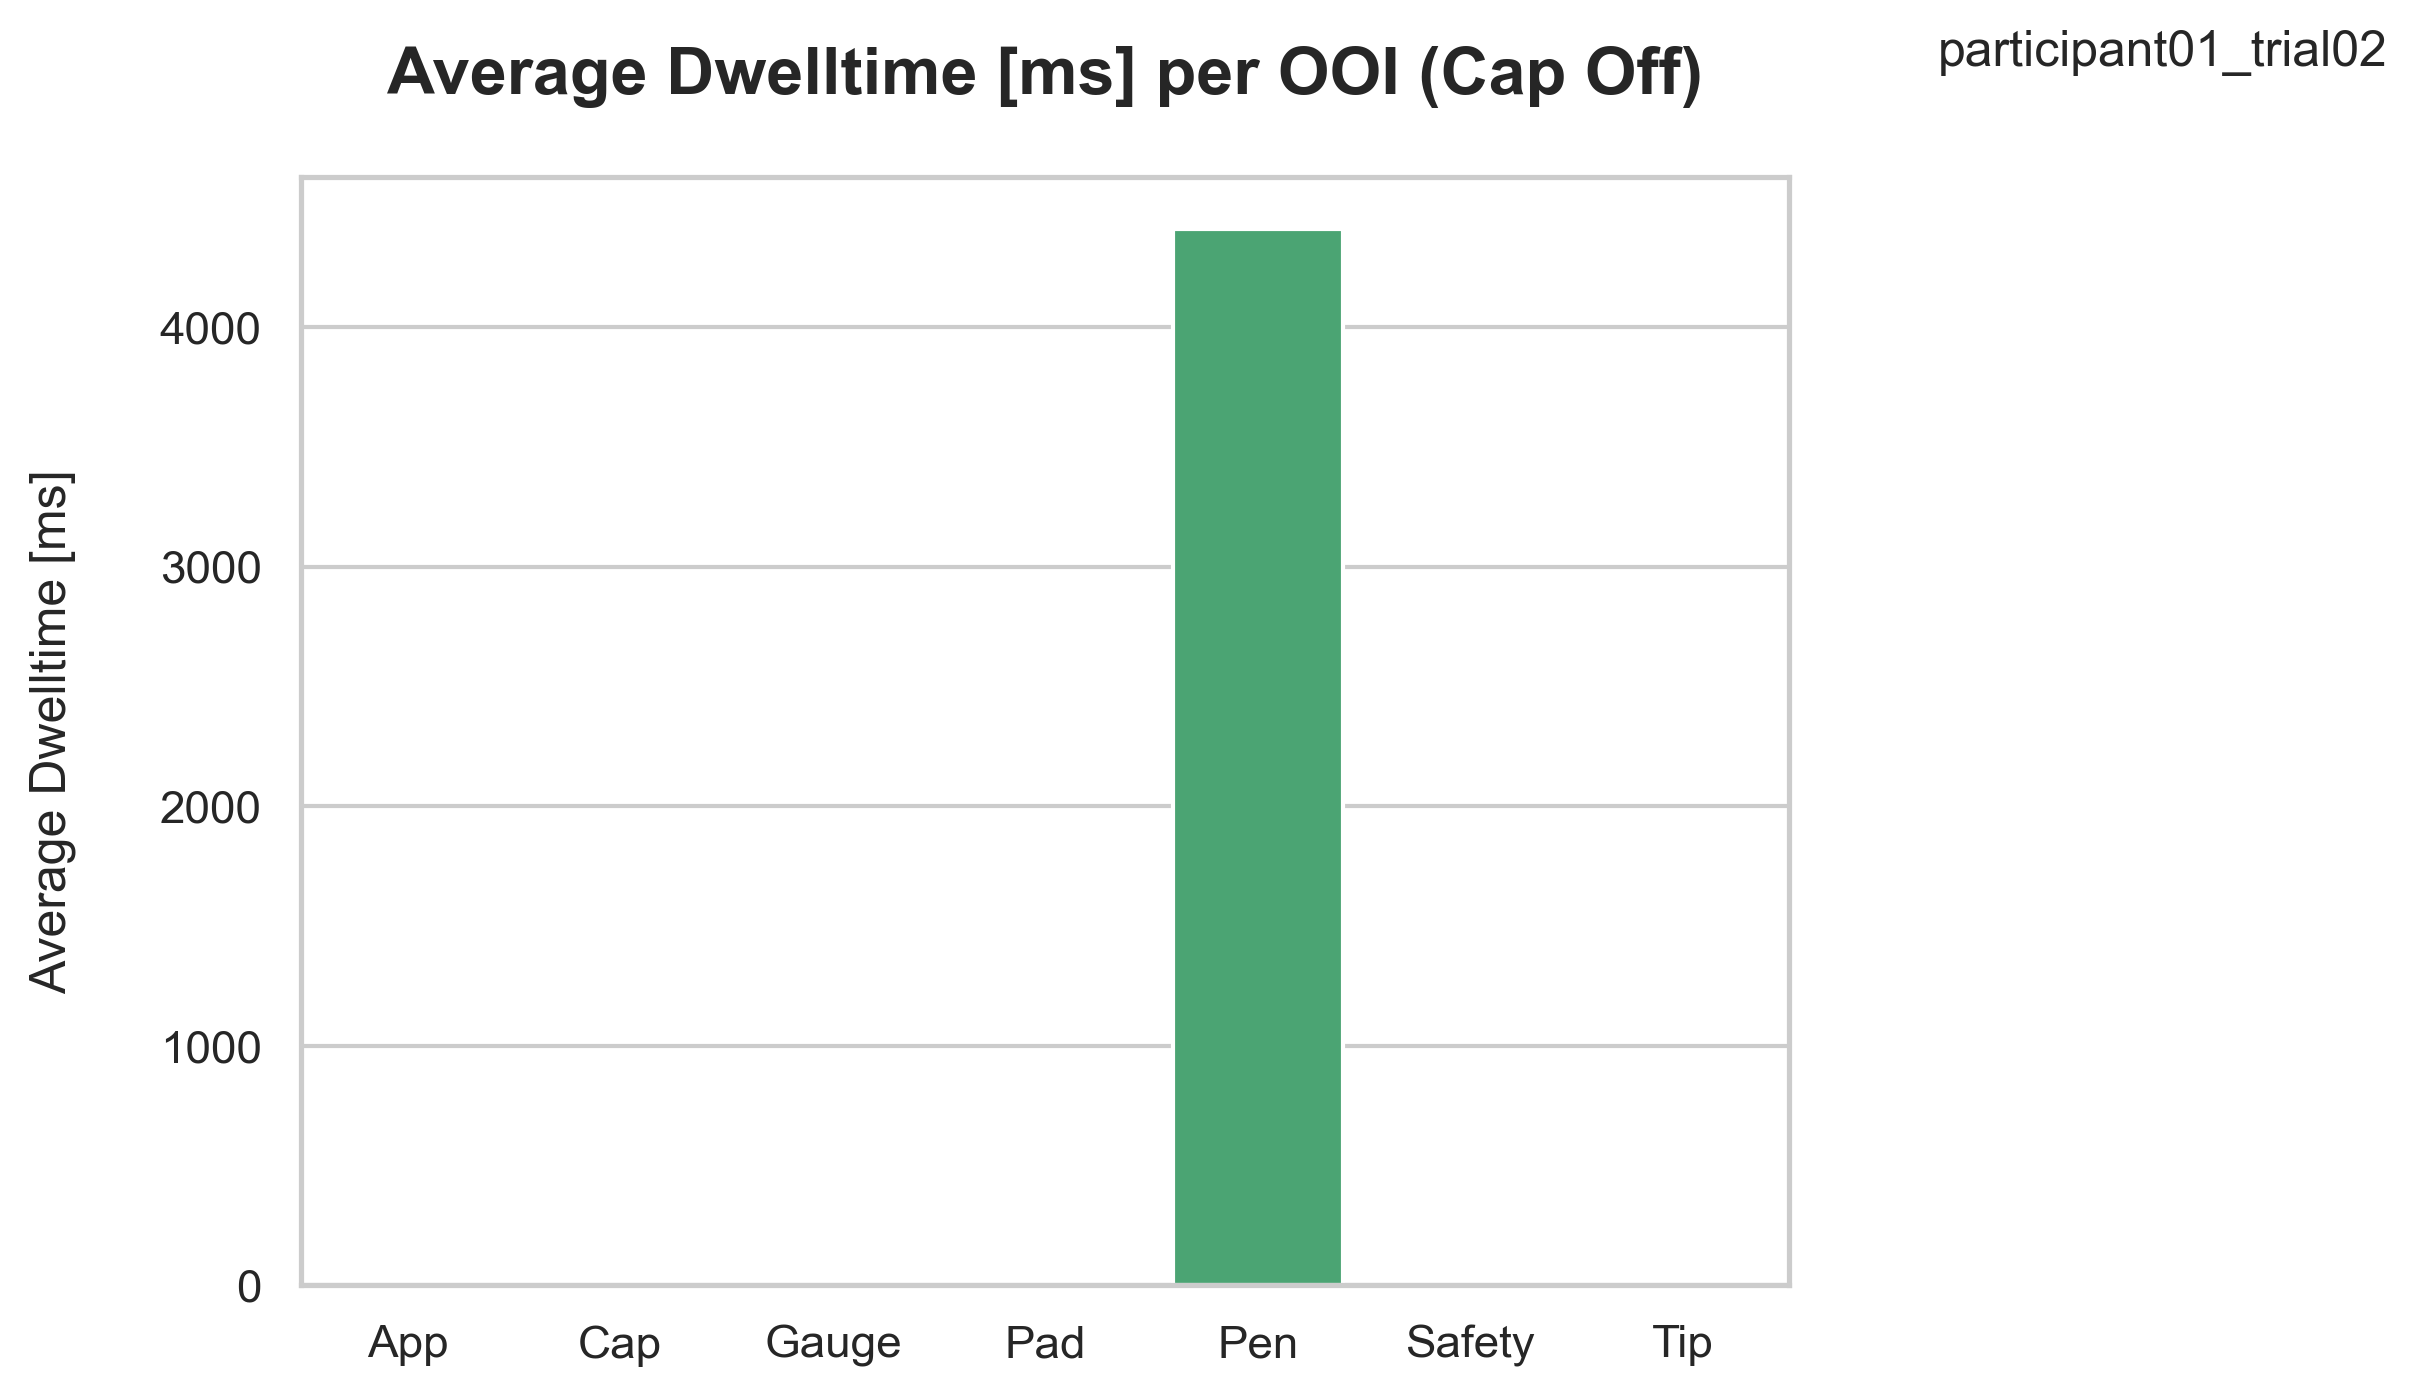 participant01_trial02
Average Dwelltime [ms] per OOI (Cap Off)
Average Dwelltime [ms]
4000
3000
2000
1000
0
App Cap Gauge Pad Pen Safety Tip